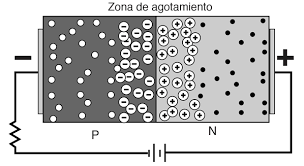 Zona de agotamiento
− +
P N